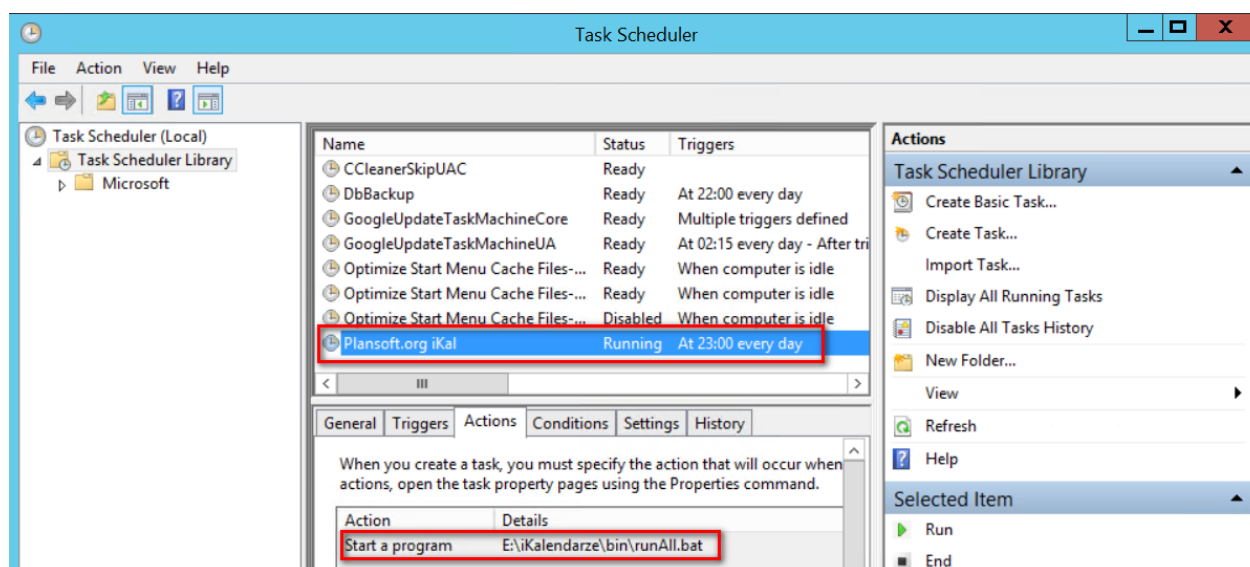 Task Scheduler
File Action View Help
Task Scheduler (Local)
Task Scheduler Library
Microsoft
Name Status Triggers
CCleanerSkipUAC Ready
DbBackup Ready At 22:00 every day
GoogleUpdateTaskMachineCore Ready Multiple triggers defined
GoogleUpdateTaskMachineUA Ready At 02:15 every day - After tri
Optimize Start Menu Cache Files-... Ready When computer is idle
Optimize Start Menu Cache Files-... Ready When computer is idle
Optimize Start Menu Cache Files-... Disabled When computer is idle
Plansoft.org iKal Running At 23:00 every day
General Triggers Actions Conditions Settings History
When you create a task, you must specify the action that will occur when
actions, open the task property pages using the Properties command.
Action Details
Start a program E:\iKalendarze\bin\runAll.bat
Actions
Task Scheduler Library
Create Basic Task...
Create Task...
Import Task...
Display All Running Tasks
Disable All Tasks History
New Folder...
View
Refresh
Help
Selected Item
Run
End